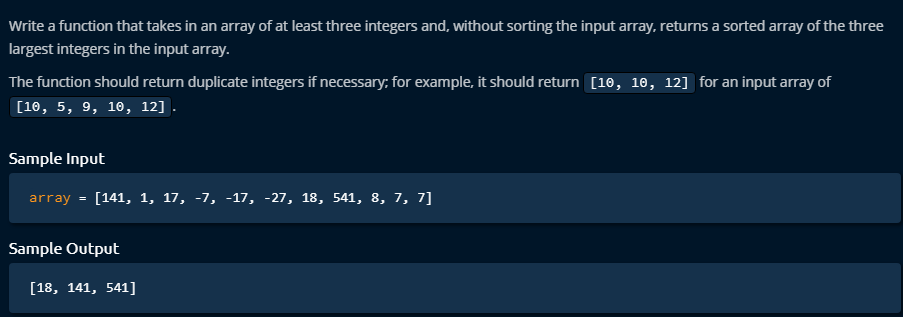 Write a function that takes in an array of at least three integers and, without sorting the input array, returns a sorted array of the three
largest integers in the input array.
The function should return duplicate integers if necessary; for example, it should return [10, 10, 12] for an input array of
[10, 5, 9, 10, 12] .
Sample Input
array = [141, 1, 17, -7, -17, -27, 18, 541, 8, 7, 7]
Sample Output
[18, 141, 541]